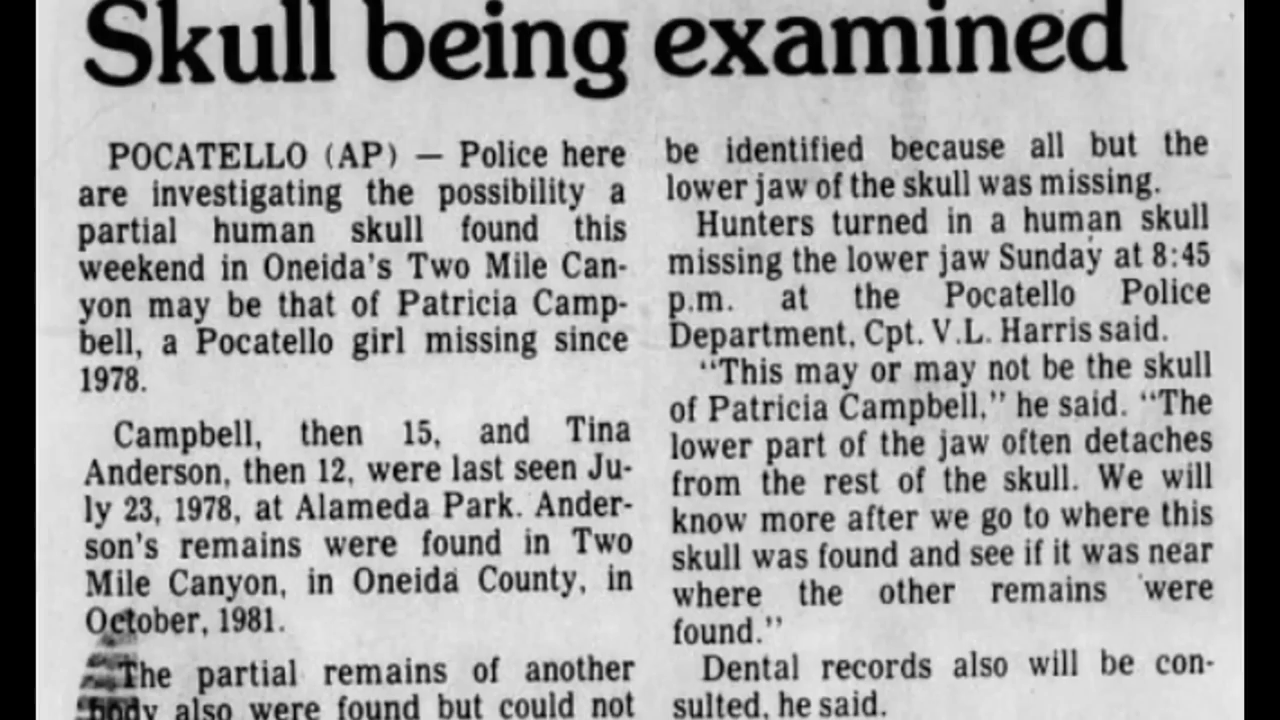 Skull being examined
POCATELLO (AP) — Police here
are investigating the possibility a
partial human skull found this
weekend in Oneida's Two Mile Can-
yon may be that of Patricia Camp-
bell, a Pocatello girl missing since
1978.
Campbell, then 15, and Tina
Anderson, then 12, were last seen Ju-
ly 23, 1978, at Alameda Park. Ander-
son's remains were found in Two
Mile Canyon, in Oneida County, in
October, 1981.
The partial remains of another
body also were found but could not
be identified because all but the
lower jaw of the skull was missing.
Hunters turned in a human skull
missing the lower jaw Sunday at 8:45
p.m. at the Pocatello Police
Department, Cpt. V.L. Harris said.
"This may or may not be the skull
of Patricia Campbell," he said. "The
lower part of the jaw often detaches
from the rest of the skull. We will
know more after we go to where this
skull was found and see if it was near
where the other remains were
found."
Dental records also will be con-
sulted, he said.